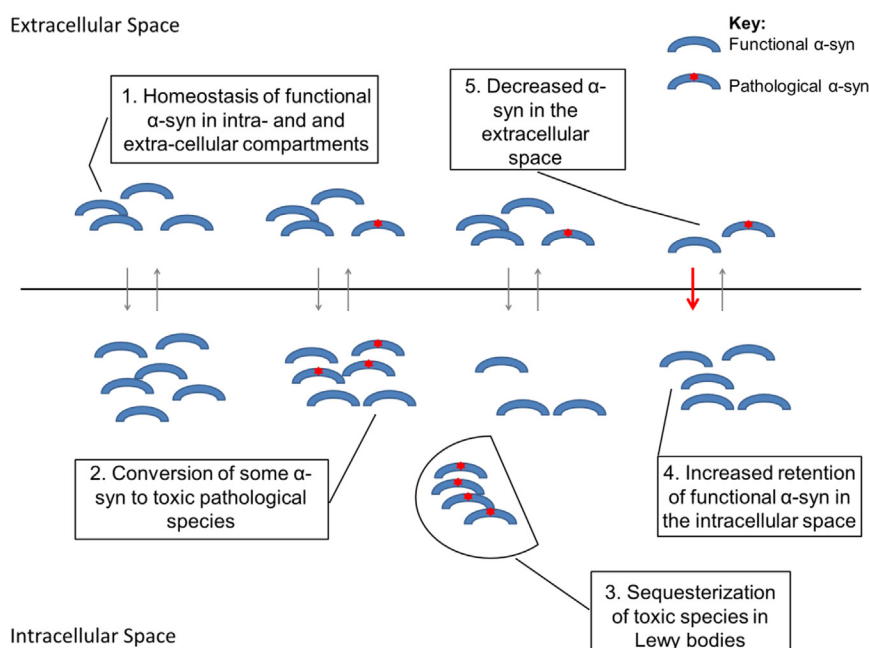 Extracellular Space
Key:
Functional α-syn
Pathological α-syn
1. Homeostasis of functional
α-syn in intra- and and
extra-cellular compartments
5. Decreased α-
syn in the
extracellular
space
2. Conversion of some α-
syn to toxic pathological
species
4. Increased retention
of functional α-syn in
the intracellular space
3. Sequesterization
of toxic species in
Lewy bodies
Intracellular Space